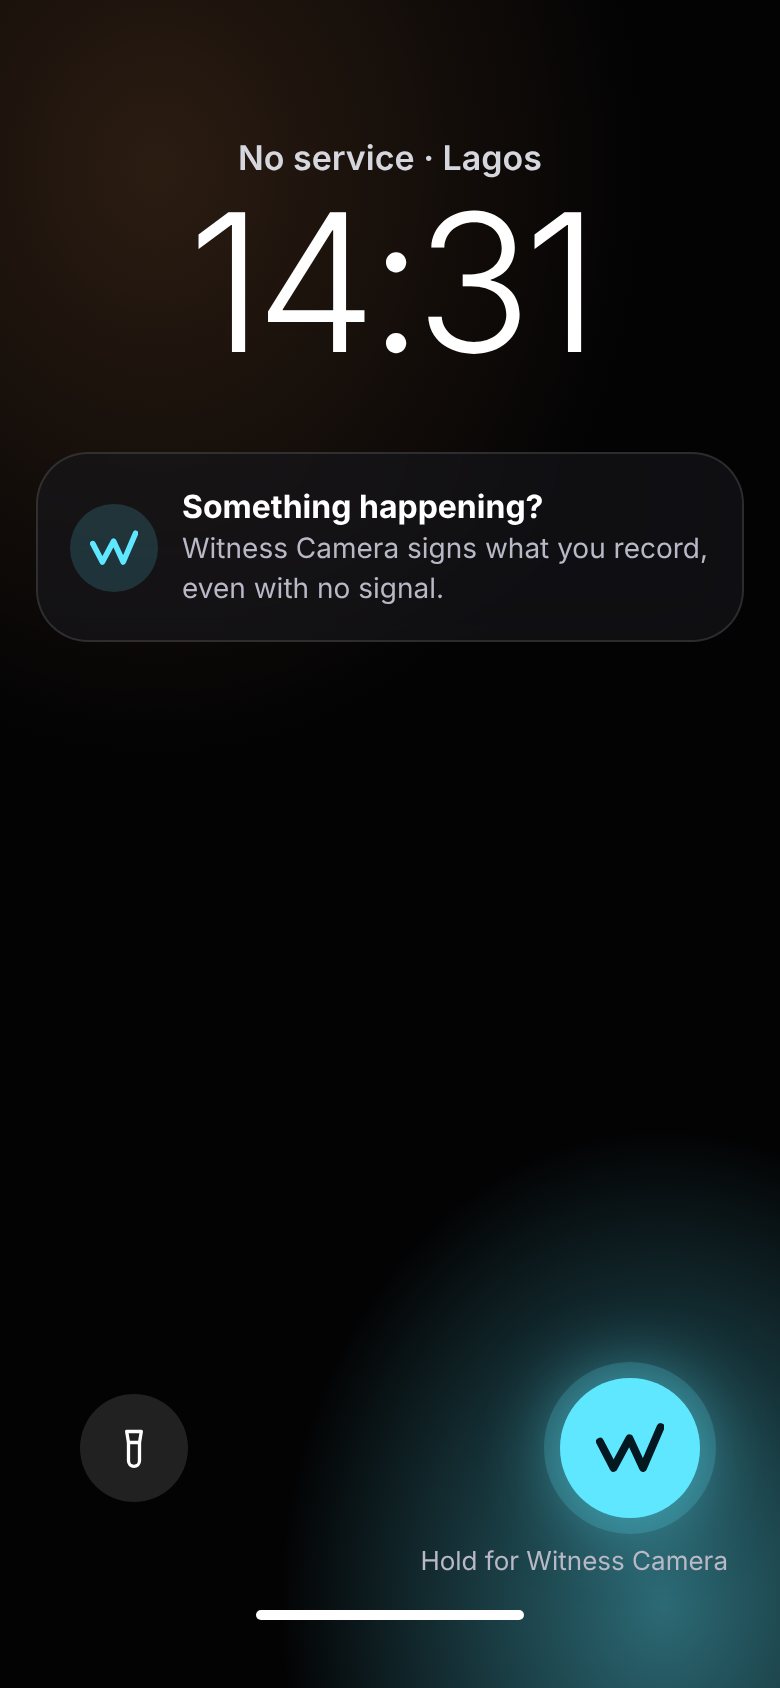 No service · Lagos
14:31
Something happening?
Witness Camera signs what you record,
even with no signal.
Hold for Witness Camera